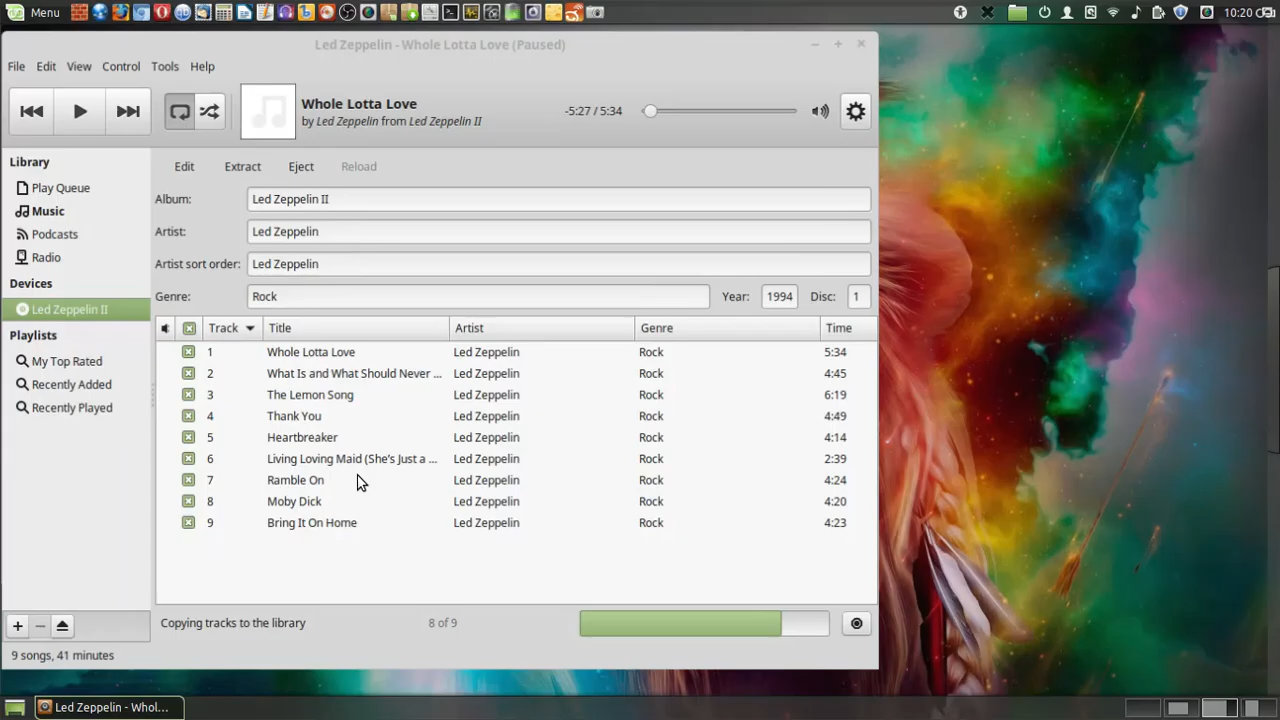 Menu
10:20
Led Zeppelin - Whole Lotta Love (Paused)
File Edit View Control Tools Help
Whole Lotta Love
by Led Zeppelin from Led Zeppelin II
-5:27 / 5:34
Library
Play Queue
Music
Podcasts
Radio
Devices
Led Zeppelin II
Playlists
My Top Rated
Recently Added
Recently Played
Edit Extract Eject Reload
Album: Led Zeppelin II
Artist: Led Zeppelin
Artist sort order: Led Zeppelin
Genre: Rock Year: 1994 Disc: 1
Track Title Artist Genre Time
1 Whole Lotta Love Led Zeppelin Rock 5:34
2 What Is and What Should Never ... Led Zeppelin Rock 4:45
3 The Lemon Song Led Zeppelin Rock 6:19
4 Thank You Led Zeppelin Rock 4:49
5 Heartbreaker Led Zeppelin Rock 4:14
6 Living Loving Maid (She's Just a ... Led Zeppelin Rock 2:39
7 Ramble On Led Zeppelin Rock 4:24
8 Moby Dick Led Zeppelin Rock 4:20
9 Bring It On Home Led Zeppelin Rock 4:23
Copying tracks to the library 8 of 9
9 songs, 41 minutes
Led Zeppelin - Whol...